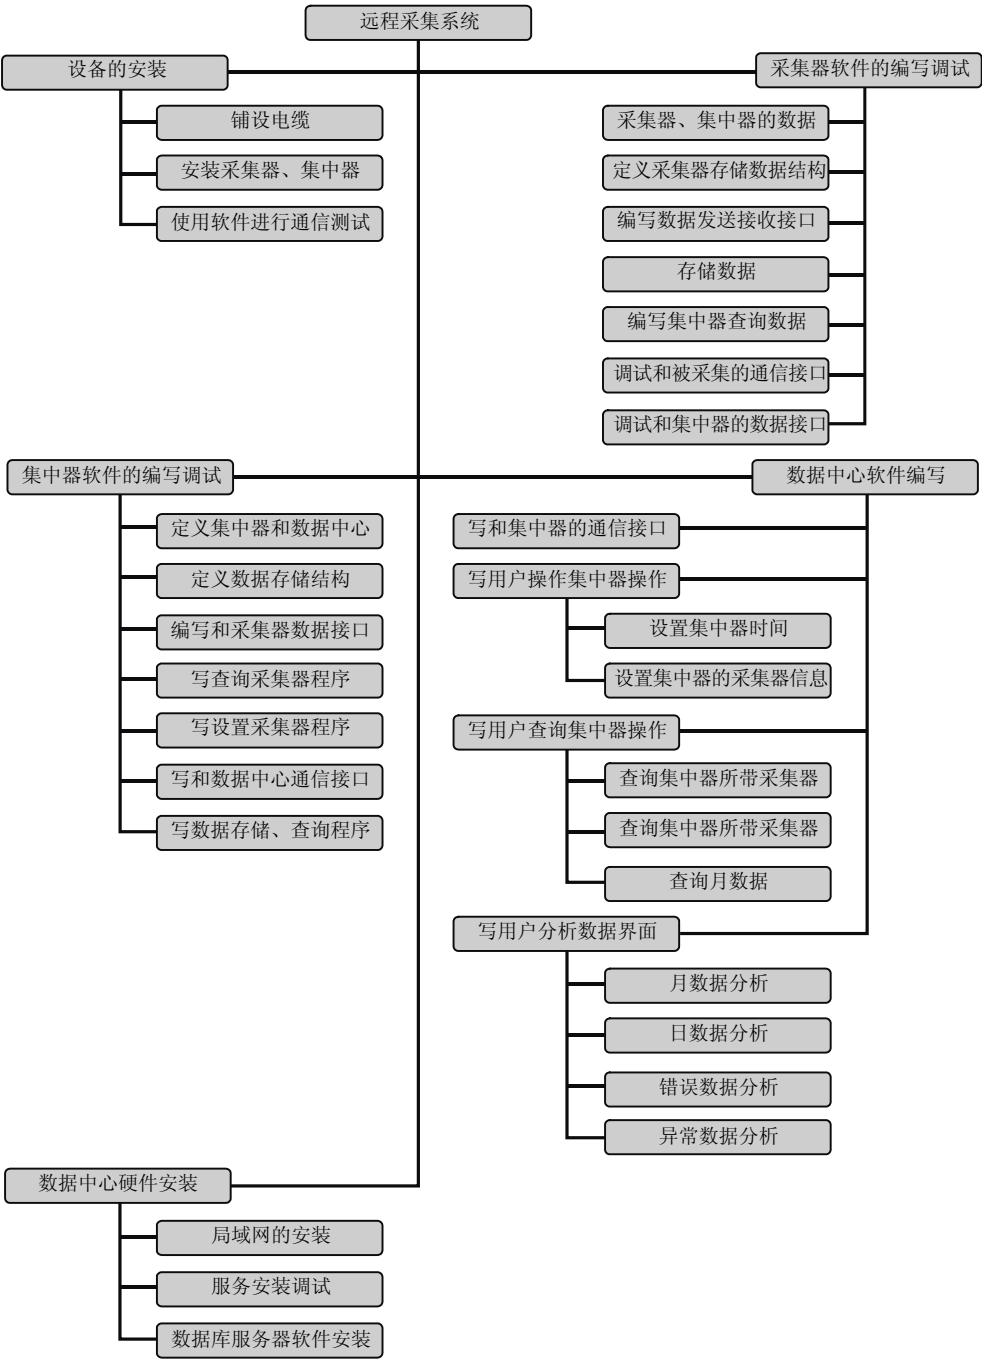 远程采集系统
设备的安装
铺设电缆
安装采集器、集中器
使用软件进行通信测试
采集器软件的编写调试
采集器、集中器的数据
定义采集器存储数据结构
编写数据发送接收接口
存储数据
编写集中器查询数据
调试和被采集的通信接口
调试和集中器的数据接口
集中器软件的编写调试
定义集中器和数据中心
定义数据存储结构
编写和采集器数据接口
写查询采集器程序
写设置采集器程序
写和数据中心通信接口
写数据存储、查询程序
数据中心软件编写
写和集中器的通信接口
写用户操作集中器操作
设置集中器时间
设置集中器的采集器信息
写用户查询集中器操作
查询集中器所带采集器
查询集中器所带采集器
查询月数据
写用户分析数据界面
月数据分析
日数据分析
错误数据分析
异常数据分析
数据中心硬件安装
局域网的安装
服务安装调试
数据库服务器软件安装